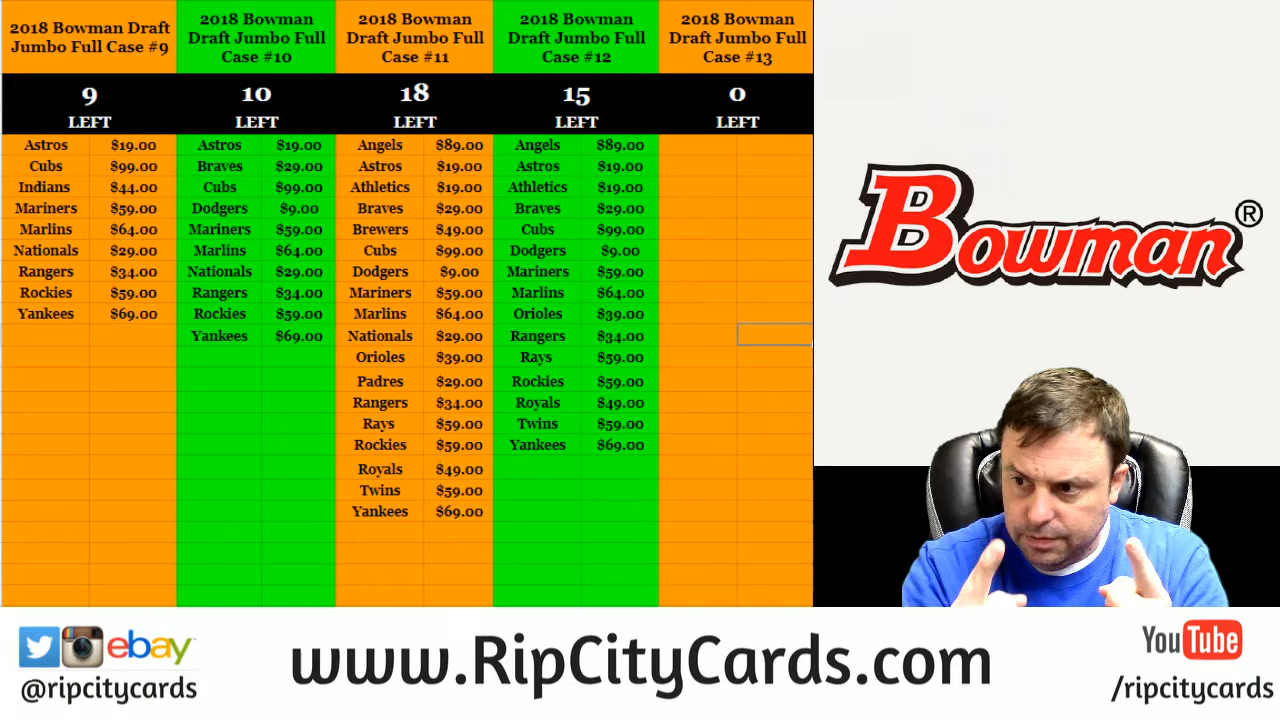 2018 Bowman Draft
Jumbo Full Case #9
2018 Bowman
Draft Jumbo Full
Case #10
2018 Bowman
Draft Jumbo Full
Case #11
2018 Bowman
Draft Jumbo Full
Case #12
2018 Bowman
Draft Jumbo Full
Case #13
9 10 18 15 0
LEFT LEFT LEFT LEFT LEFT
Astros $19.00 Astros $19.00 Angels $89.00 Angels $89.00
Cubs $99.00 Braves $29.00 Astros $19.00 Astros $19.00
Indians $44.00 Cubs $99.00 Athletics $19.00 Athletics $19.00
Mariners $59.00 Dodgers $9.00 Braves $29.00 Braves $29.00
Marlins $64.00 Mariners $59.00 Brewers $49.00 Cubs $99.00
Nationals $29.00 Marlins $64.00 Cubs $99.00 Dodgers $9.00
Rangers $34.00 Nationals $29.00 Dodgers $9.00 Mariners $59.00
Rockies $59.00 Rangers $34.00 Mariners $59.00 Marlins $64.00
Yankees $69.00 Rockies $59.00 Marlins $64.00 Orioles $39.00
Yankees $69.00 Nationals $29.00 Rangers $34.00
Orioles $39.00 Rays $59.00
Padres $29.00 Rockies $59.00
Rangers $34.00 Royals $49.00
Rays $59.00 Twins $59.00
Rockies $59.00 Yankees $69.00
Royals $49.00
Twins $59.00
Yankees $69.00
Bowman®
ebay™
@ripcitycards
www.RipCityCards.com
YouTube
/ripcitycards